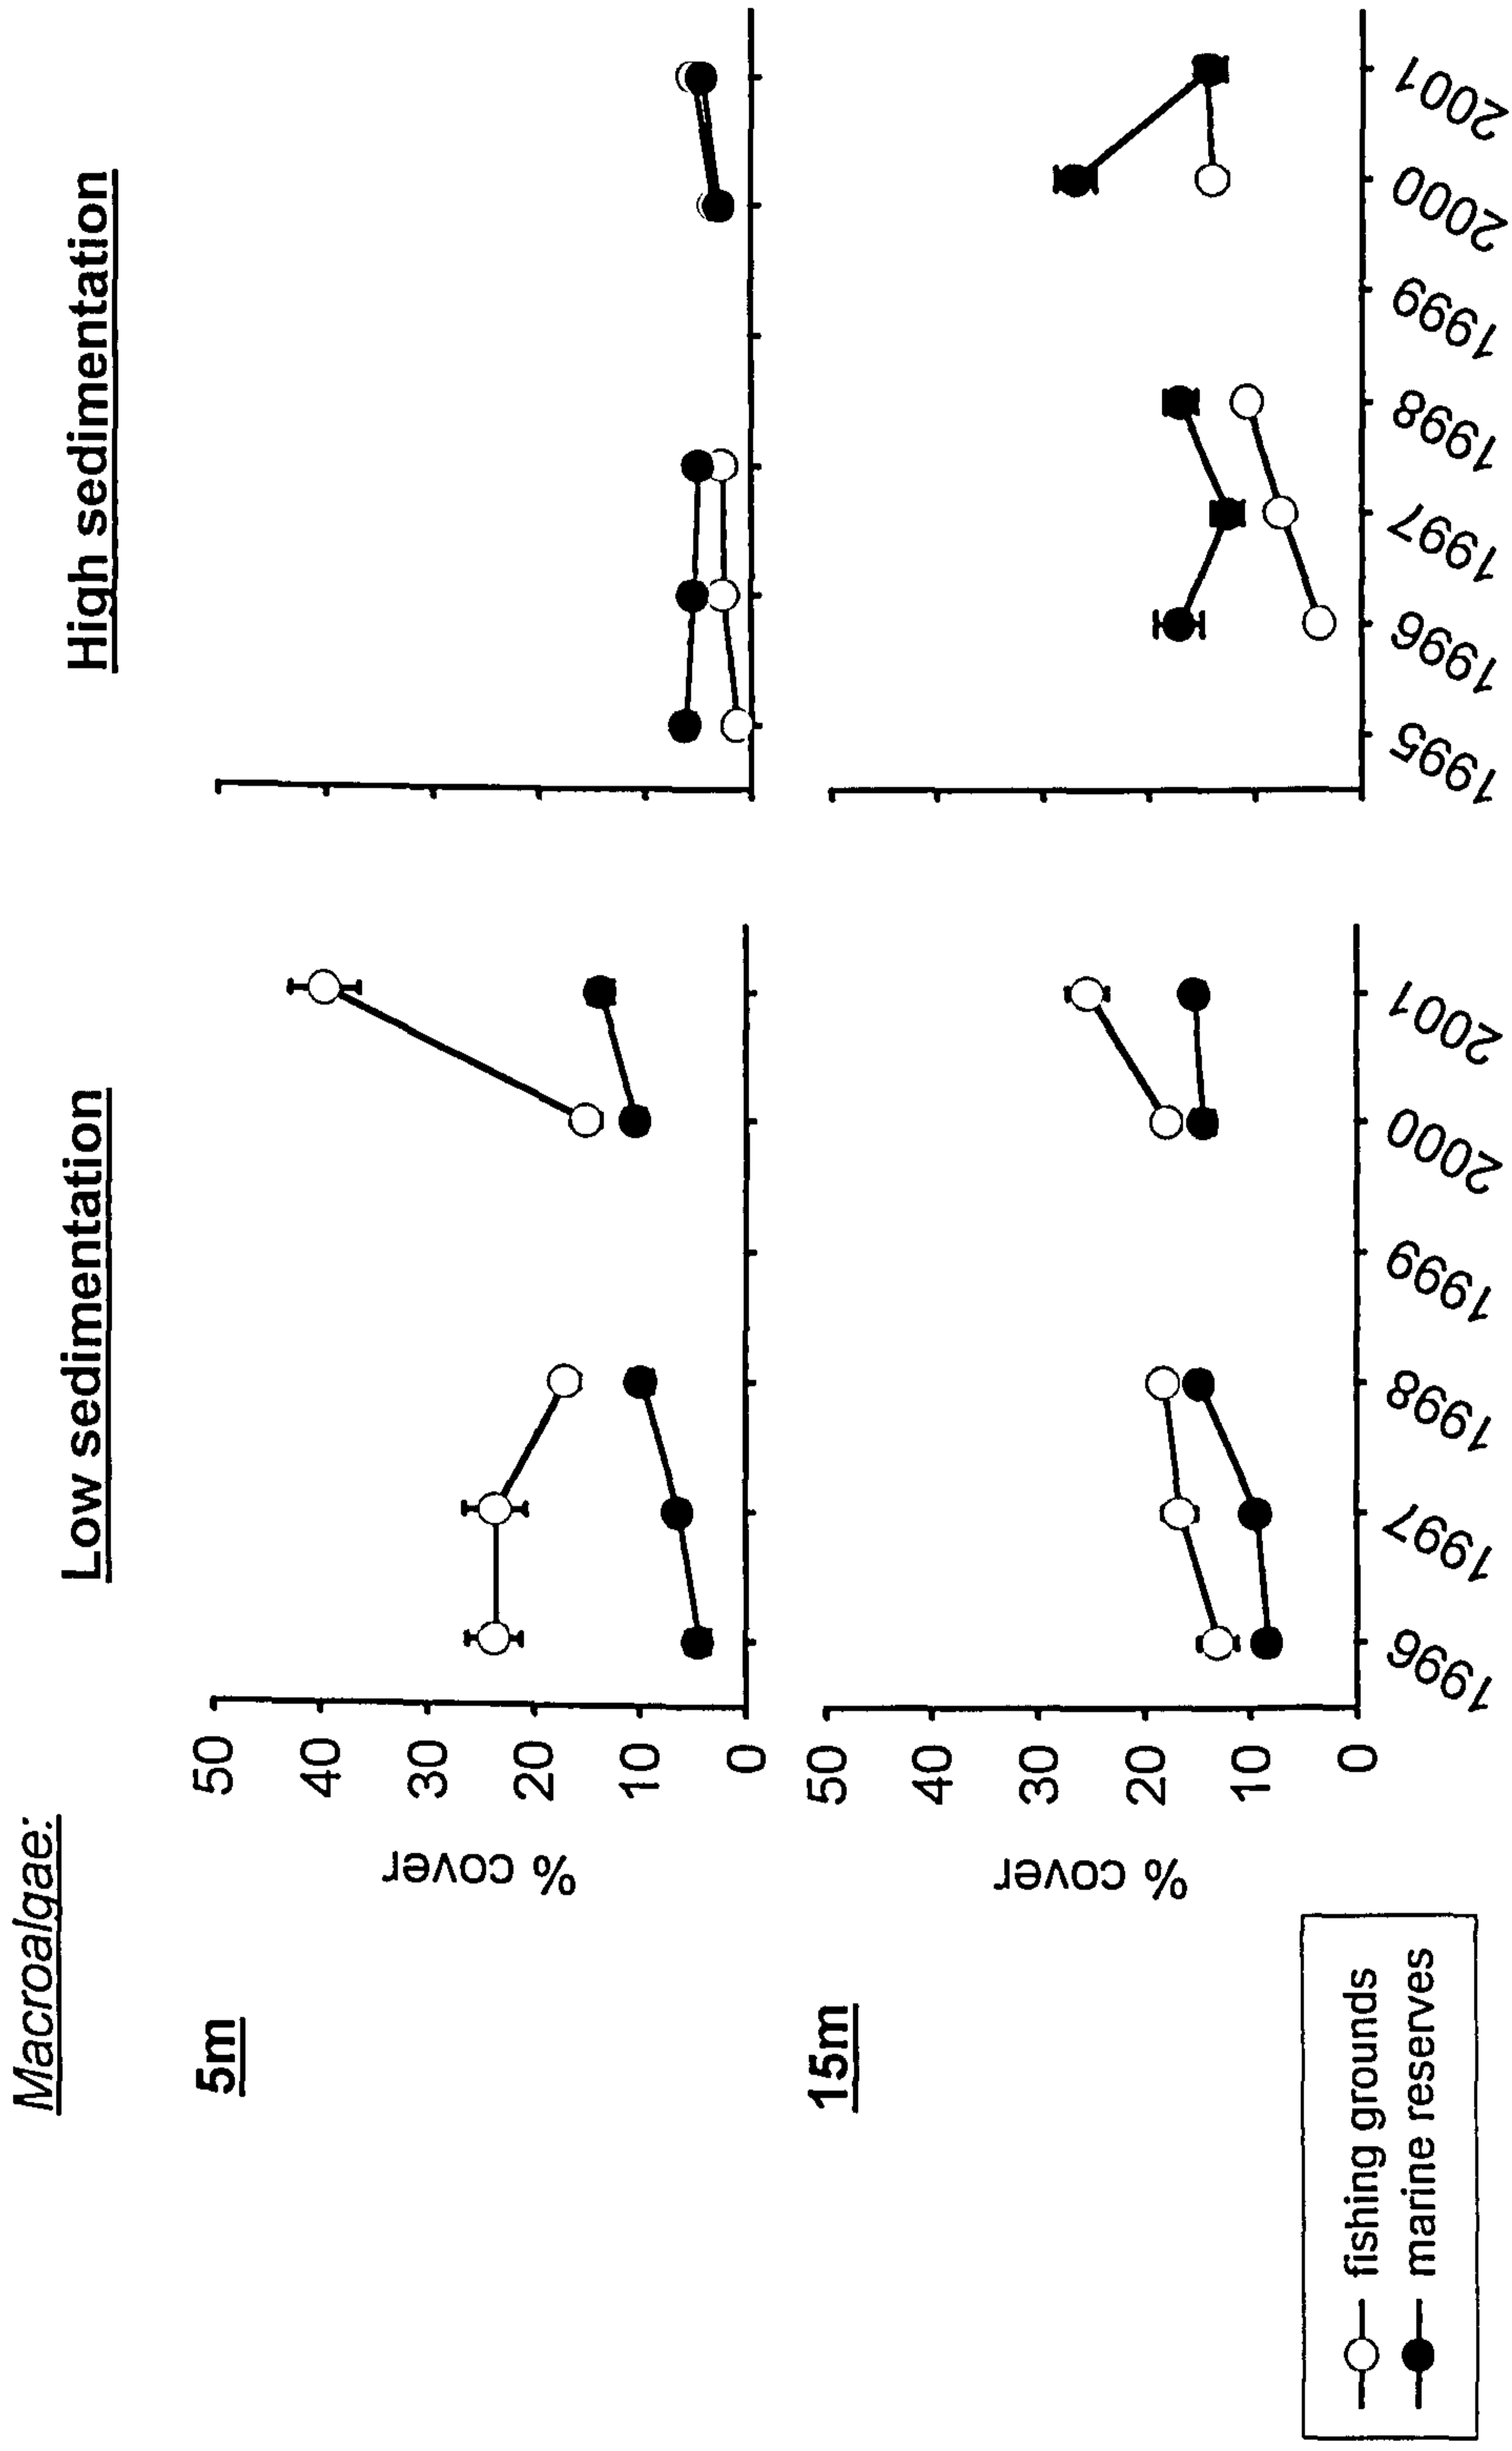 Macroalgae:
Low sedimentation
High sedimentation
5m
% cover
50
40
30
20
10
0
15m
% cover
50
40
30
20
10
0
1996
1997
1998
1999
2000
2001
1995
1996
1997
1998
1999
2000
2001
fishing grounds
marine reserves